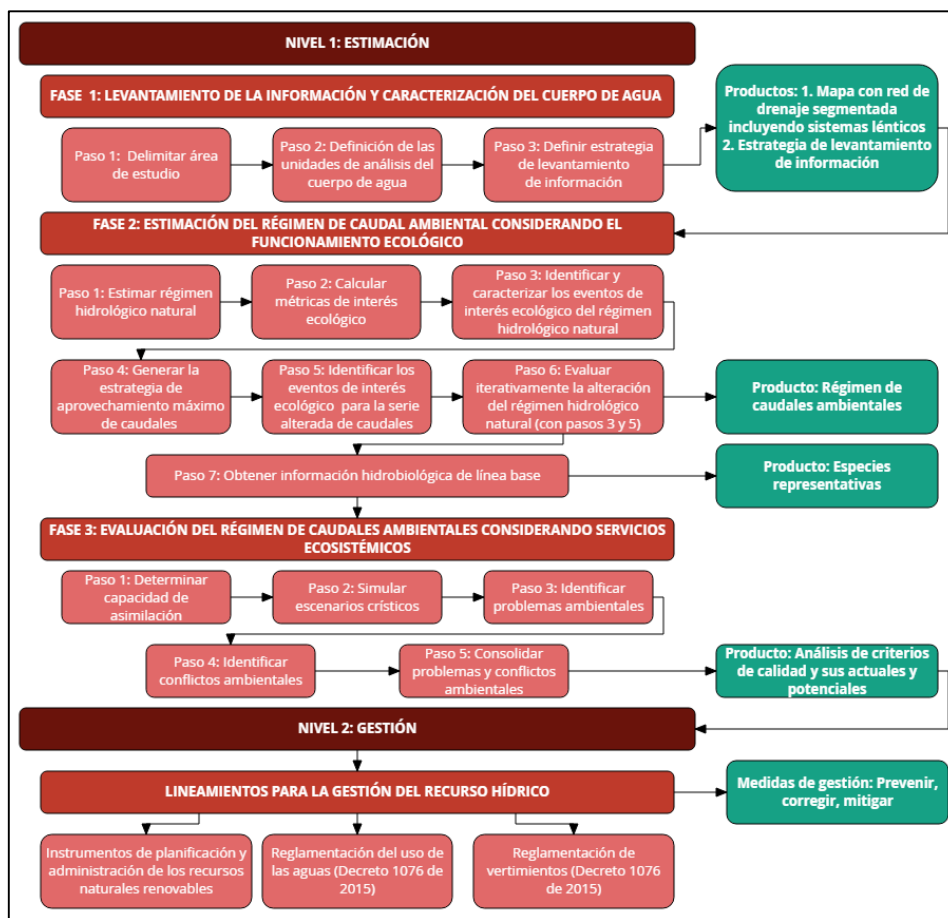 NIVEL 1: ESTIMACIÓN
FASE 1: LEVANTAMIENTO DE LA INFORMACIÓN Y CARACTERIZACIÓN DEL CUERPO DE AGUA
Productos: 1. Mapa con red de
drenaje segmentada
incluyendo sistemas lénticos
2. Estrategia de levantamiento
de información
Paso 1: Delimitar área
de estudio
Paso 2: Definición de las
unidades de análisis del
cuerpo de agua
Paso 3: Definir estrategia
de levantamiento
de información
FASE 2: ESTIMACIÓN DEL RÉGIMEN DE CAUDAL AMBIENTAL CONSIDERANDO EL
FUNCIONAMIENTO ECOLÓGICO
Paso 1: Estimar régimen
hidrológico natural
Paso 2: Calcular
métricas de interés
ecológico
Paso 3: Identificar y
caracterizar los eventos de
interés ecológico del régimen
hidrológico natural
Paso 4: Generar la
estrategia de
aprovechamiento máximo
de caudales
Paso 5: Identificar los
eventos de interés
ecológico para la serie
alterada de caudales
Paso 6: Evaluar
iterativamente la alteración
del régimen hidrológico
natural (con pasos 3 y 5)
Producto: Régimen de
caudales ambientales
Paso 7: Obtener información hidrobiológica de línea base
Producto: Especies
representativas
FASE 3: EVALUACIÓN DEL RÉGIMEN DE CAUDALES AMBIENTALES CONSIDERANDO SERVICIOS
ECOSISTÉMICOS
Paso 1: Determinar
capacidad de
asimilación
Paso 2: Simular
escenarios crísticos
Paso 3: Identificar
problemas ambientales
Paso 4: Identificar
conflictos ambientales
Paso 5: Consolidar
problemas y conflictos
ambientales
Producto: Análisis de criterios
de calidad y sus actuales y
potenciales
NIVEL 2: GESTIÓN
LINEAMIENTOS PARA LA GESTIÓN DEL RECURSO HÍDRICO
Medidas de gestión: Prevenir,
corregir, mitigar
Instrumentos de planificación y
administración de los recursos
naturales renovables
Reglamentación del uso de
las aguas (Decreto 1076 de
2015)
Reglamentación de
vertimientos (Decreto 1076
de 2015)